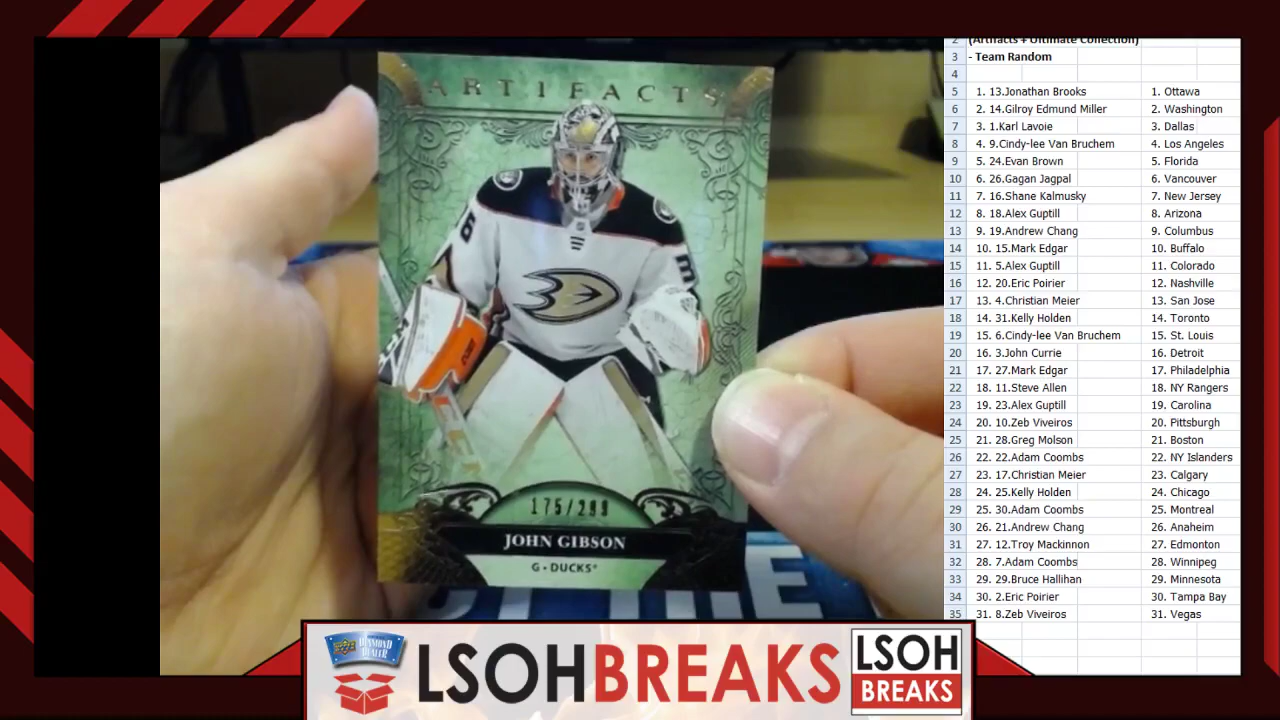 ARTIFACTS
36
175/299
JOHN GIBSON
G • DUCKS
2 (Artifacts + Ultimate Collection)
3 - Team Random
4
5 1. 13.Jonathan Brooks 1. Ottawa
6 2. 14.Gilroy Edmund Miller 2. Washington
7 3. 1.Karl Lavoie 3. Dallas
8 4. 9.Cindy-lee Van Bruchem 4. Los Angeles
9 5. 24.Evan Brown 5. Florida
10 6. 26.Gagan Jagpal 6. Vancouver
11 7. 16.Shane Kalmusky 7. New Jersey
12 8. 18.Alex Guptill 8. Arizona
13 9. 19.Andrew Chang 9. Columbus
14 10. 15.Mark Edgar 10. Buffalo
15 11. 5.Alex Guptill 11. Colorado
16 12. 20.Eric Poirier 12. Nashville
17 13. 4.Christian Meier 13. San Jose
18 14. 31.Kelly Holden 14. Toronto
19 15. 6.Cindy-lee Van Bruchem 15. St. Louis
20 16. 3.John Currie 16. Detroit
21 17. 27.Mark Edgar 17. Philadelphia
22 18. 11.Steve Allen 18. NY Rangers
23 19. 23.Alex Guptill 19. Carolina
24 20. 10.Zeb Viveiros 20. Pittsburgh
25 21. 28.Greg Molson 21. Boston
26 22. 22.Adam Coombs 22. NY Islanders
27 23. 17.Christian Meier 23. Calgary
28 24. 25.Kelly Holden 24. Chicago
29 25. 30.Adam Coombs 25. Montreal
30 26. 21.Andrew Chang 26. Anaheim
31 27. 12.Troy Mackinnon 27. Edmonton
32 28. 7.Adam Coombs 28. Winnipeg
33 29. 29.Bruce Hallihan 29. Minnesota
34 30. 2.Eric Poirier 30. Tampa Bay
35 31. 8.Zeb Viveiros 31. Vegas
DIAMOND
DEALER
LSOHBREAKS
LSOH
BREAKS